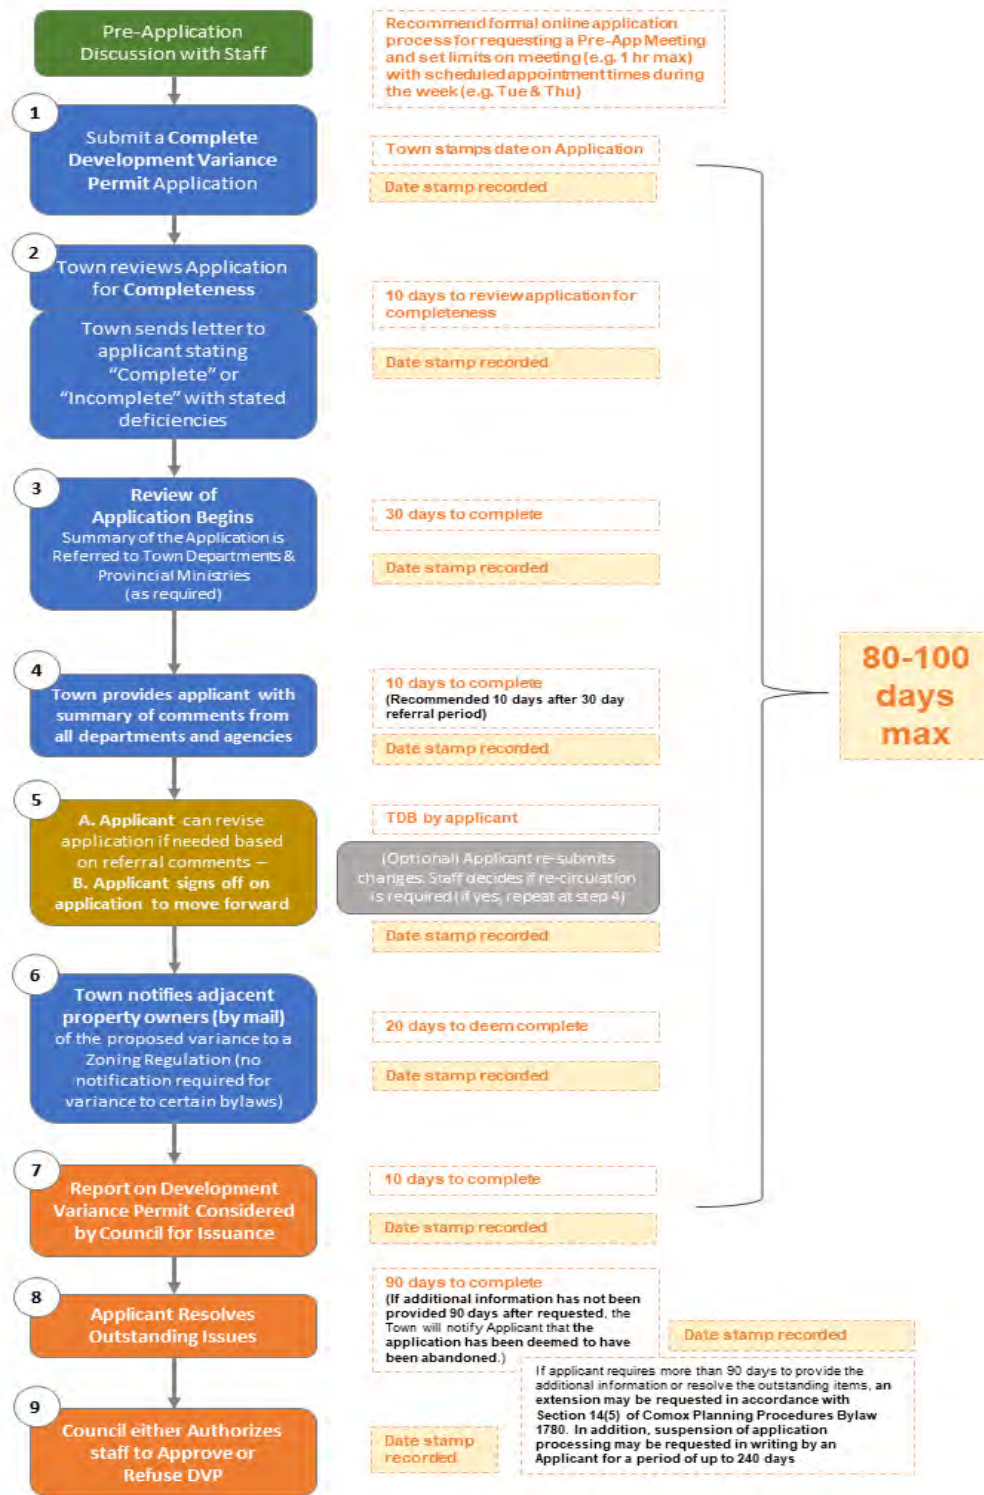 Pre-Application
Discussion with Staff
Recommend formal online application
process for requesting a Pre-App Meeting
and set limits on meeting (e.g. 1 hr max)
with scheduled appointment times during
the week (e.g. Tue & Thu)
1
Submit a Complete
Development Variance
Permit Application
Town stamps date on Application
Date stamp recorded
2
Town reviews Application
for Completeness
10 days to review application for
completeness
Town sends letter to
applicant stating
“Complete” or
“Incomplete” with stated
deficiencies
Date stamp recorded
3
Review of
Application Begins
Summary of the Application is
Referred to Town Departments &
Provincial Ministries
(as required)
30 days to complete
Date stamp recorded
80-100
days
max
4
Town provides applicant with
summary of comments from
all departments and agencies
10 days to complete
(Recommended 10 days after 30 day
referral period)
Date stamp recorded
5
A. Applicant can revise
application if needed based
on referral comments –
B. Applicant signs off on
application to move forward
TDB by applicant
(Optional) Applicant re-submits
changes. Staff decides if re-circulation
is required (if yes, repeat at step 4)
Date stamp recorded
6
Town notifies adjacent
property owners (by mail)
of the proposed variance to a
Zoning Regulation (no
notification required for
variance to certain bylaws)
20 days to deem complete
Date stamp recorded
7
Report on Development
Variance Permit Considered
by Council for Issuance
10 days to complete
Date stamp recorded
8
Applicant Resolves
Outstanding Issues
90 days to complete
(If additional information has not been
provided 90 days after requested, the
Town will notify Applicant that the
application has been deemed to have
been abandoned.)
Date stamp recorded
If applicant requires more than 90 days to provide the
additional information or resolve the outstanding items, an
extension may be requested in accordance with
Section 14(5) of Comox Planning Procedures Bylaw
1780. In addition, suspension of application
processing may be requested in writing by an
Applicant for a period of up to 240 days
9
Council either Authorizes
staff to Approve or
Refuse DVP
Date stamp
recorded